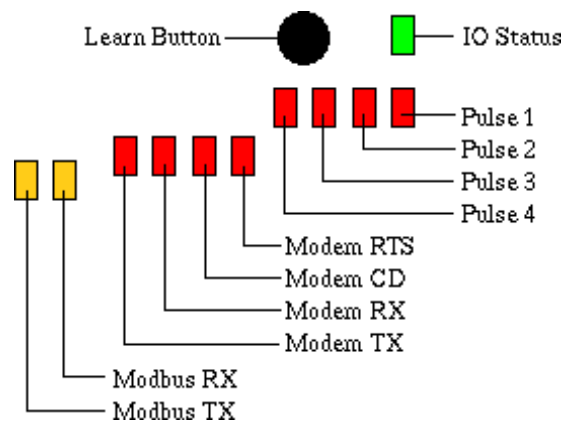 Learn Button
IO Status
Pulse 1
Pulse 2
Pulse 3
Pulse 4
Modem RTS
Modem CD
Modem RX
Modem TX
Modbus RX
Modbus TX